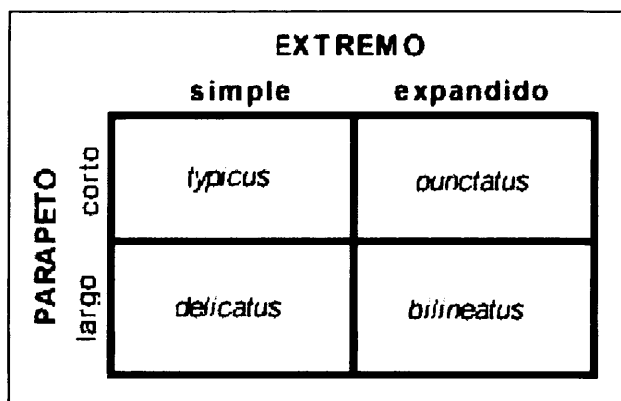 EXTREMO
simple expandido
PARAPETO
corto
typicus punctatus
largo
delicatus bilineatus